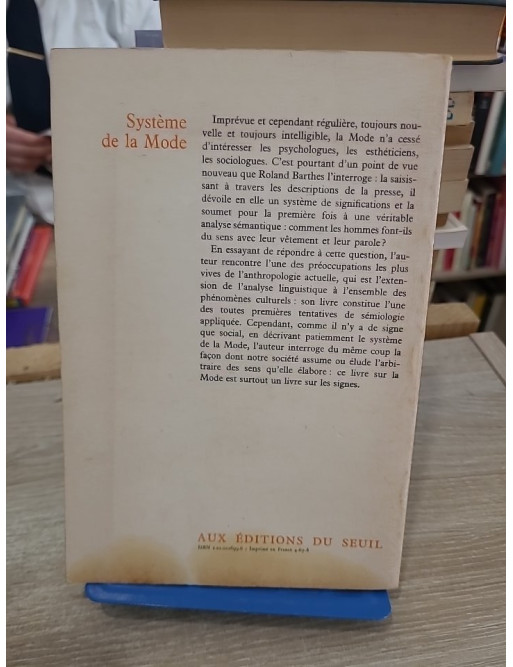 Système
de la Mode
Imprévue et cependant régulière, toujours nou-
velle et toujours intelligible, la Mode n'a cessé
d'intéresser les psychologues, les esthéticiens,
les sociologues. C'est pourtant d'un point de vue
nouveau que Roland Barthes l'interroge : la saisis-
sant à travers les descriptions de la presse, il
dévoile en elle un système de significations et la
soumet pour la première fois à une véritable
analyse sémantique : comment les hommes font-ils
du sens avec leur vêtement et leur parole?
En essayant de répondre à cette question, l'au-
teur rencontre l'une des préoccupations les plus
vives de l'anthropologie actuelle, qui est l'exten-
sion de l'analyse linguistique à l'ensemble des
phénomènes culturels : son livre constitue l'une
des toutes premières tentatives de sémiologie
appliquée. Cependant, comme il n'y a de signe
que social, en décrivant patiemment le système
de la Mode, l'auteur interroge du même coup la
façon dont notre société assume ou élude l'arbi-
traire des sens qu'elle élabore : ce livre sur la
Mode est surtout un livre sur les signes.
AUX ÉDITIONS DU SEUIL
Imprimé en France